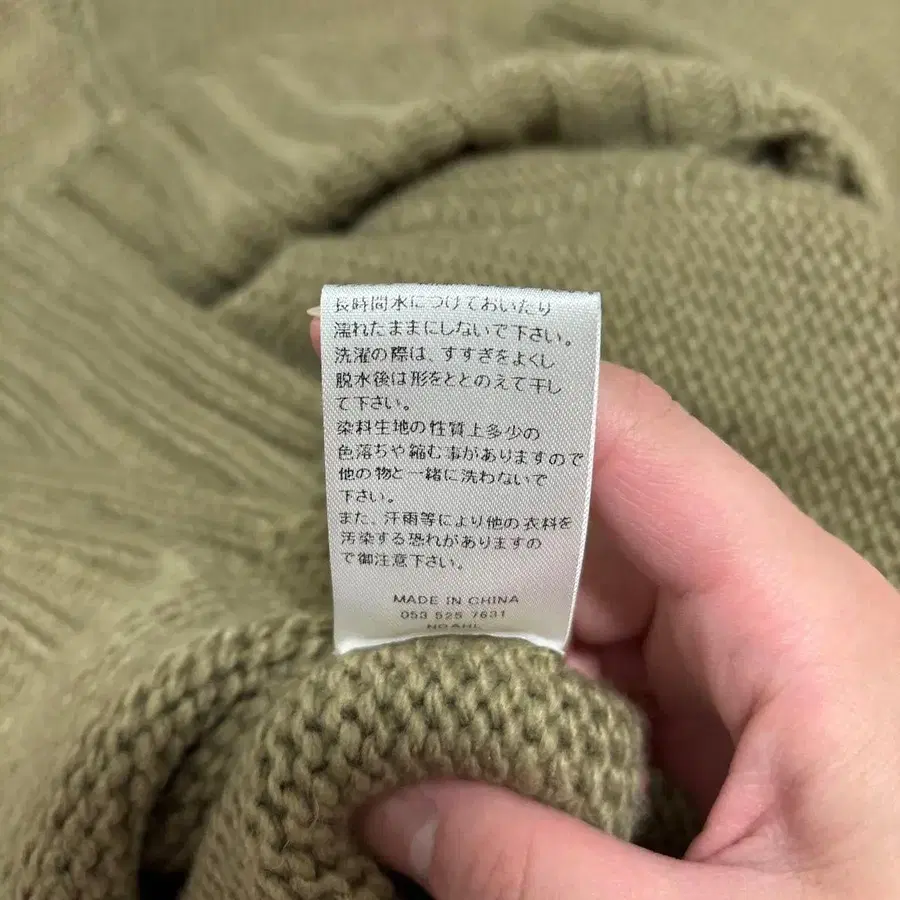 長時間水につけておいたり
濡れたままにしないで下さい。
洗濯の際は、すすぎをよくし
脱水後は形をととのえて干し
て下さい。
染料生地の性質上多少の
色落ちや縮む事がありますので
他の物と一緒に洗わないで
下さい。
また、汗雨等により他の衣料を
汚染する恐れがありますの
で御注意下さい。
MADE IN CHINA
053 525 7631